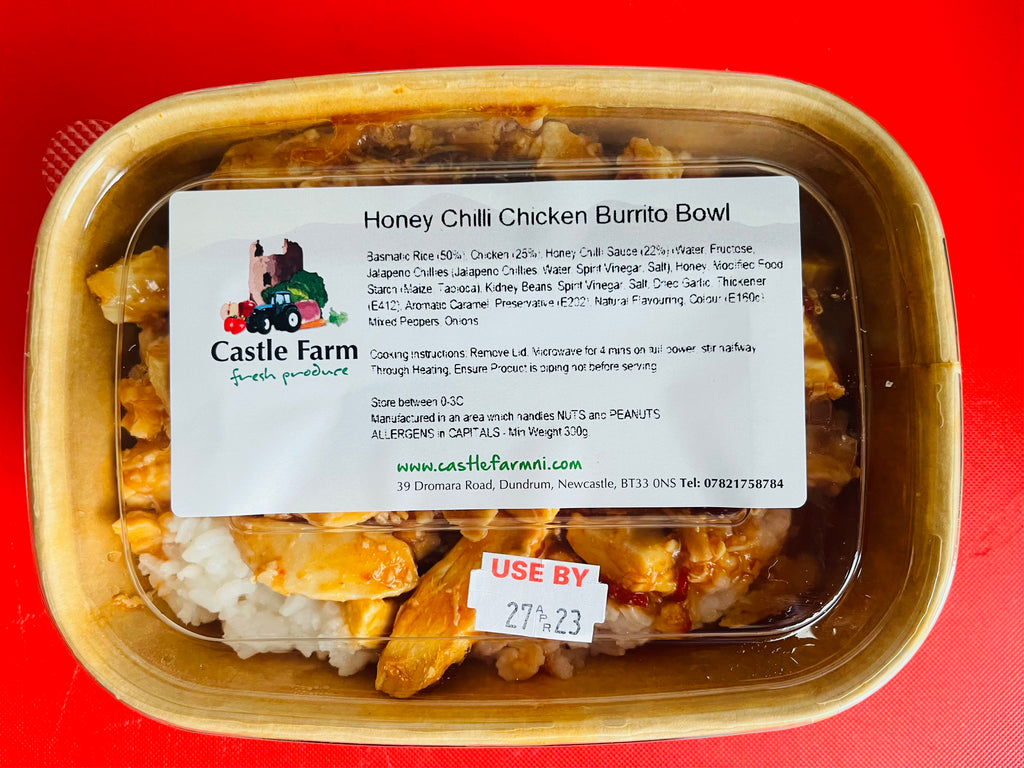 Honey Chilli Chicken Burrito Bowl
Basmatic Rice (50%), Chicken (25%), Honey Chilli Sauce (22%) (Water, Fructose,
Jalapeno Chillies (Jalapeno Chillies, Water, Spirit Vinegar, Salt), Honey, Modified Food
Starch (Maize, Tapioca), Kidney Beans, Spirit Vinegar, Salt, Dried Garlic, Thickener
(E412), Aromatic Caramel, Preservative (E202), Natural Flavouring, Colour (E160c)
Mixed Peppers, Onions
Cooking Instructions, Remove Lid, Microwave for 4 mins on full power, stir halfway
Through Heating, Ensure Product is piping hot before serving
Store between 0-3C
Manufactured in an area which handles NUTS and PEANUTS
ALLERGENS in CAPITALS - Min Weight 300g
Castle Farm
fresh produce
www.castlefarmni.com
39 Dromara Road, Dundrum, Newcastle, BT33 0NS Tel: 07821758784
USE BY
27 APR 23